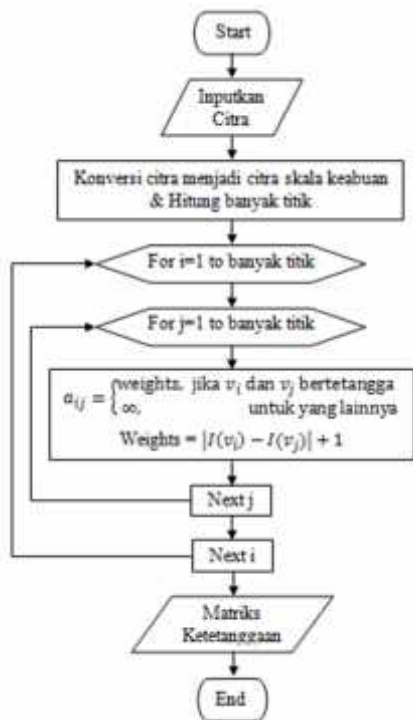 Start
Inputkan
Citra
Konversi citra menjadi citra skala keabuan
& Hitung banyak titik
For i=1 to banyak titik
For j=1 to banyak titik
a_{ij} = {weights, jika v_i dan v_j bertetangga
∞, untuk yang lainnya
Weights = |I(v_i) − I(v_j)| + 1
Next j
Next i
Matriks
Ketetanggaan
End